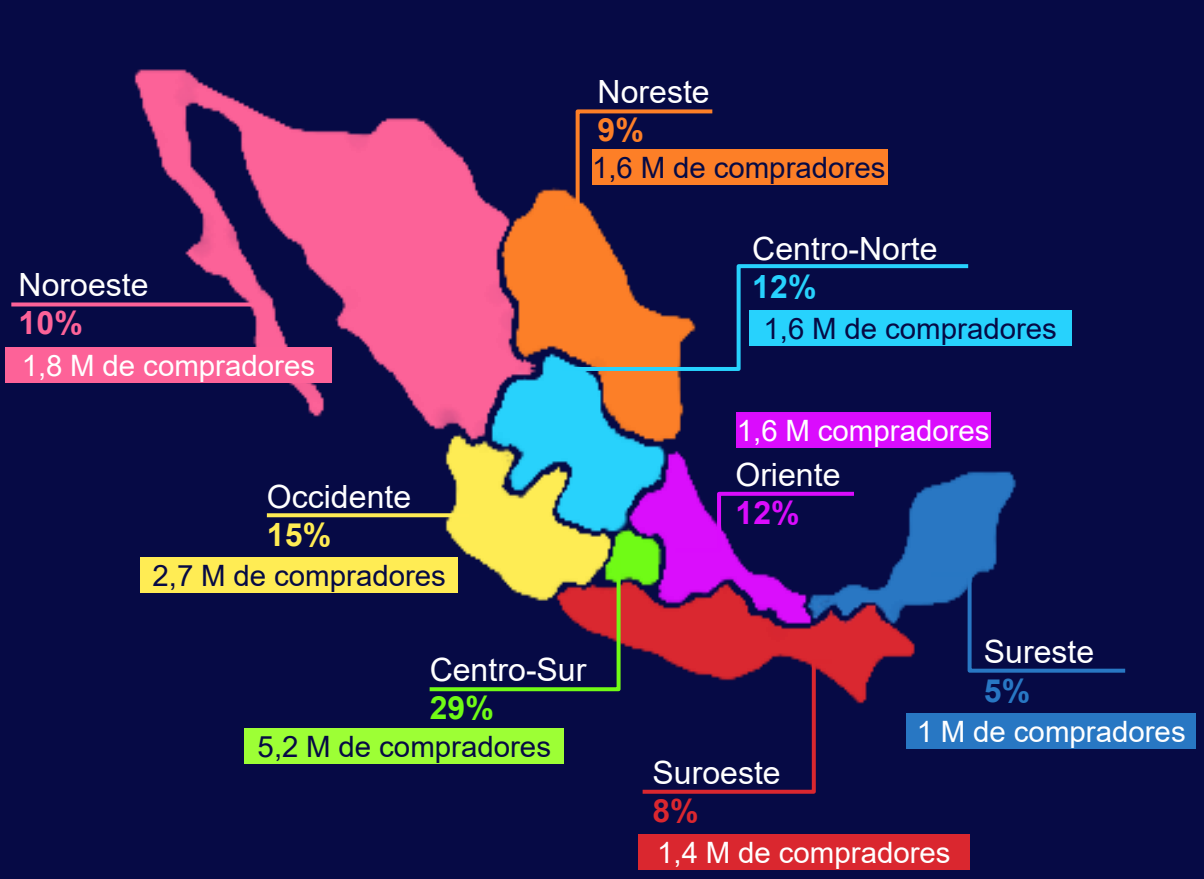 Noreste
9%
1,6 M de compradores
Centro-Norte
12%
1,6 M de compradores
Noroeste
10%
1,8 M de compradores
1,6 M compradores
Oriente
12%
Occidente
15%
2,7 M de compradores
Sureste
5%
1 M de compradores
Centro-Sur
29%
5,2 M de compradores
Suroeste
8%
1,4 M de compradores